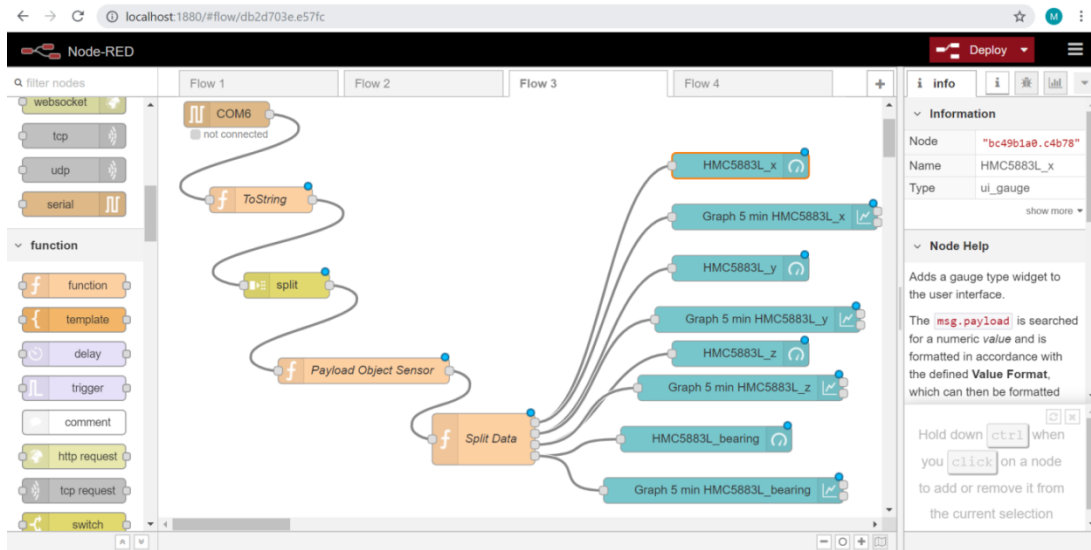 localhost:1880/#flow/db2d703e.e57fc
M
Node-RED
Deploy
filter nodes
websocket
tcp
udp
serial
function
function
template
delay
trigger
comment
http request
tcp request
switch
Flow 1
Flow 2
Flow 3
Flow 4
COM6
not connected
ToString
split
Payload Object Sensor
Split Data
HMC5883L_x
Graph 5 min HMC5883L_x
HMC5883L_y
Graph 5 min HMC5883L_y
HMC5883L_z
Graph 5 min HMC5883L_z
HMC5883L_bearing
Graph 5 min HMC5883L_bearing
info
Information
Node "bc49b1a0.c4b78"
Name HMC5883L_x
Type ui_gauge
show more
Node Help
Adds a gauge type widget to
the user interface.
The msg.payload is searched
for a numeric value and is
formatted in accordance with
the defined Value Format,
which can then be formatted
Hold down ctrl when
you click on a node
to add or remove it from
the current selection